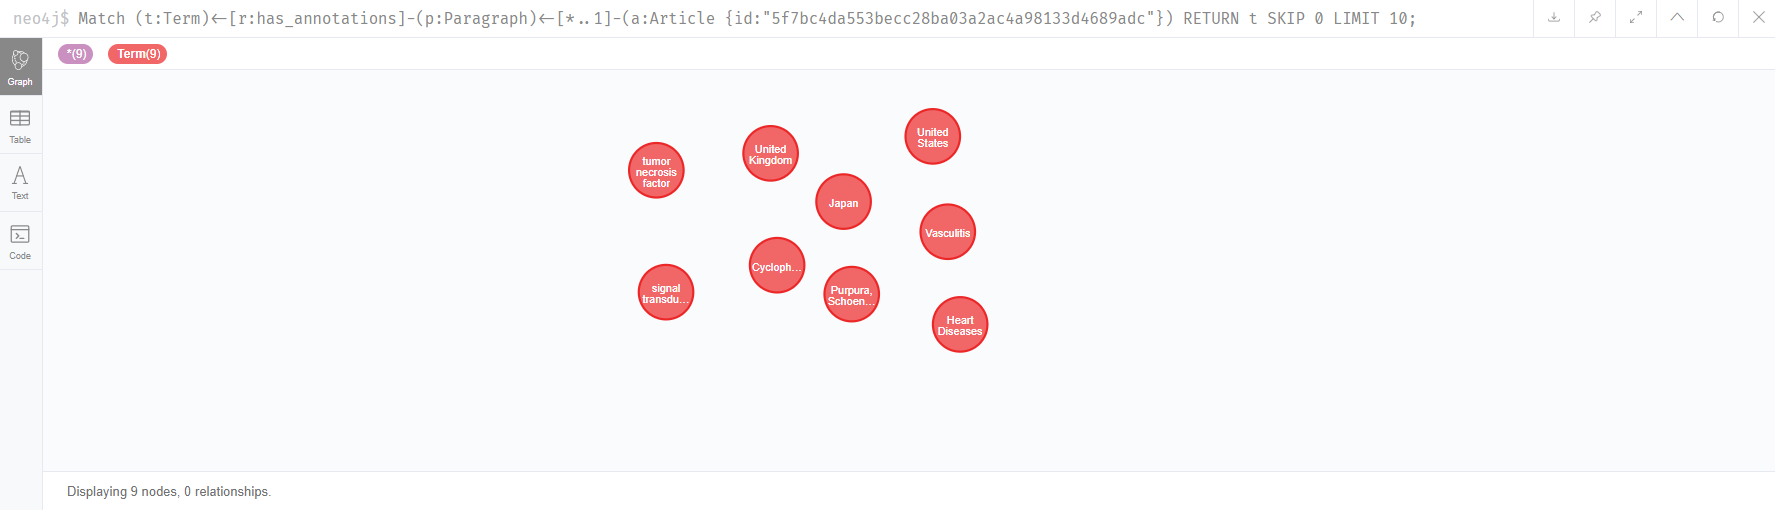 neo4j$ Match (t:Term)<-[r:has_annotations]-(p:Paragraph)<-[*..1]-(a:Article {id:"5f7bc4da553becc28ba03a2ac4a98133d4689adc"}) RETURN t SKIP 0 LIMIT 10;
*(9) Term(9)
Graph
Table
Text
Code
tumor
necrosis
factor
United
Kingdom
United
States
Japan
Vasculitis
signal
transdu...
Cycloph...
Purpura,
Schoen...
Heart
Diseases
Displaying 9 nodes, 0 relationships.